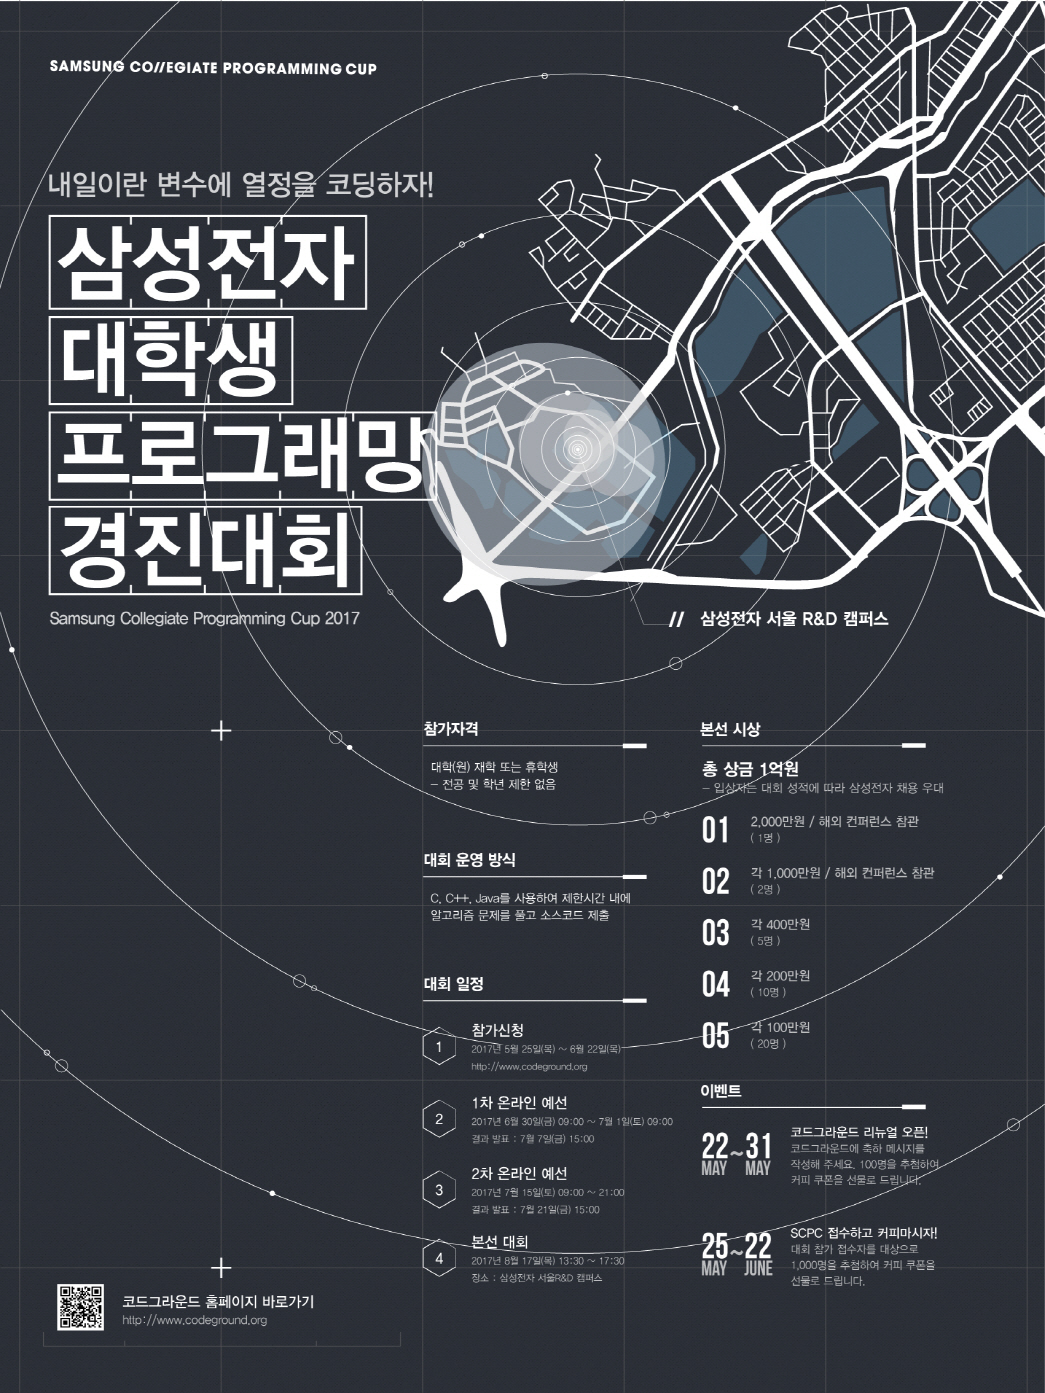 SAMSUNG CO//EGIATE PROGRAMMING CUP
내일이란 변수에 열정을 코딩하자!
삼성전자
대학생
프로그래밍
경진대회
Samsung Collegiate Programming Cup 2017
// 삼성전자 서울 R&D 캠퍼스
참가자격
대학(원) 재학 또는 휴학생
– 전공 및 학년 제한 없음
대회 운영 방식
C, C++, Java를 사용하여 제한시간 내에
알고리즘 문제를 풀고 소스코드 제출
대회 일정
1
참가신청
2017년 5월 25일(목) ~ 6월 22일(목)
http://www.codeground.org
2
1차 온라인 예선
2017년 6월 30일(금) 09:00 ~ 7월 1일(토) 09:00
결과 발표 : 7월 7일(금) 15:00
3
2차 온라인 예선
2017년 7월 15일(토) 09:00 ~ 21:00
결과 발표 : 7월 21일(금) 15:00
4
본선 대회
2017년 8월 17일(목) 13:30 ~ 17:30
장소 : 삼성전자 서울R&D 캠퍼스
본선 시상
총 상금 1억원
– 입상자는 대회 성적에 따라 삼성전자 채용 우대
01
2,000만원 / 해외 컨퍼런스 참관
( 1명 )
02
각 1,000만원 / 해외 컨퍼런스 참관
( 2명 )
03
각 400만원
( 5명 )
04
각 200만원
( 10명 )
05
각 100만원
( 20명 )
이벤트
22~31
MAY MAY
코드그라운드 리뉴얼 오픈!
코드그라운드에 축하 메시지를
작성해 주세요. 100명을 추첨하여
커피 쿠폰을 선물로 드립니다.
25~22
MAY JUNE
SCPC 접수하고 커피마시자!
대회 참가 접수자를 대상으로
1,000명을 추첨하여 커피 쿠폰을
선물로 드립니다.
코드그라운드 홈페이지 바로가기
http://www.codeground.org